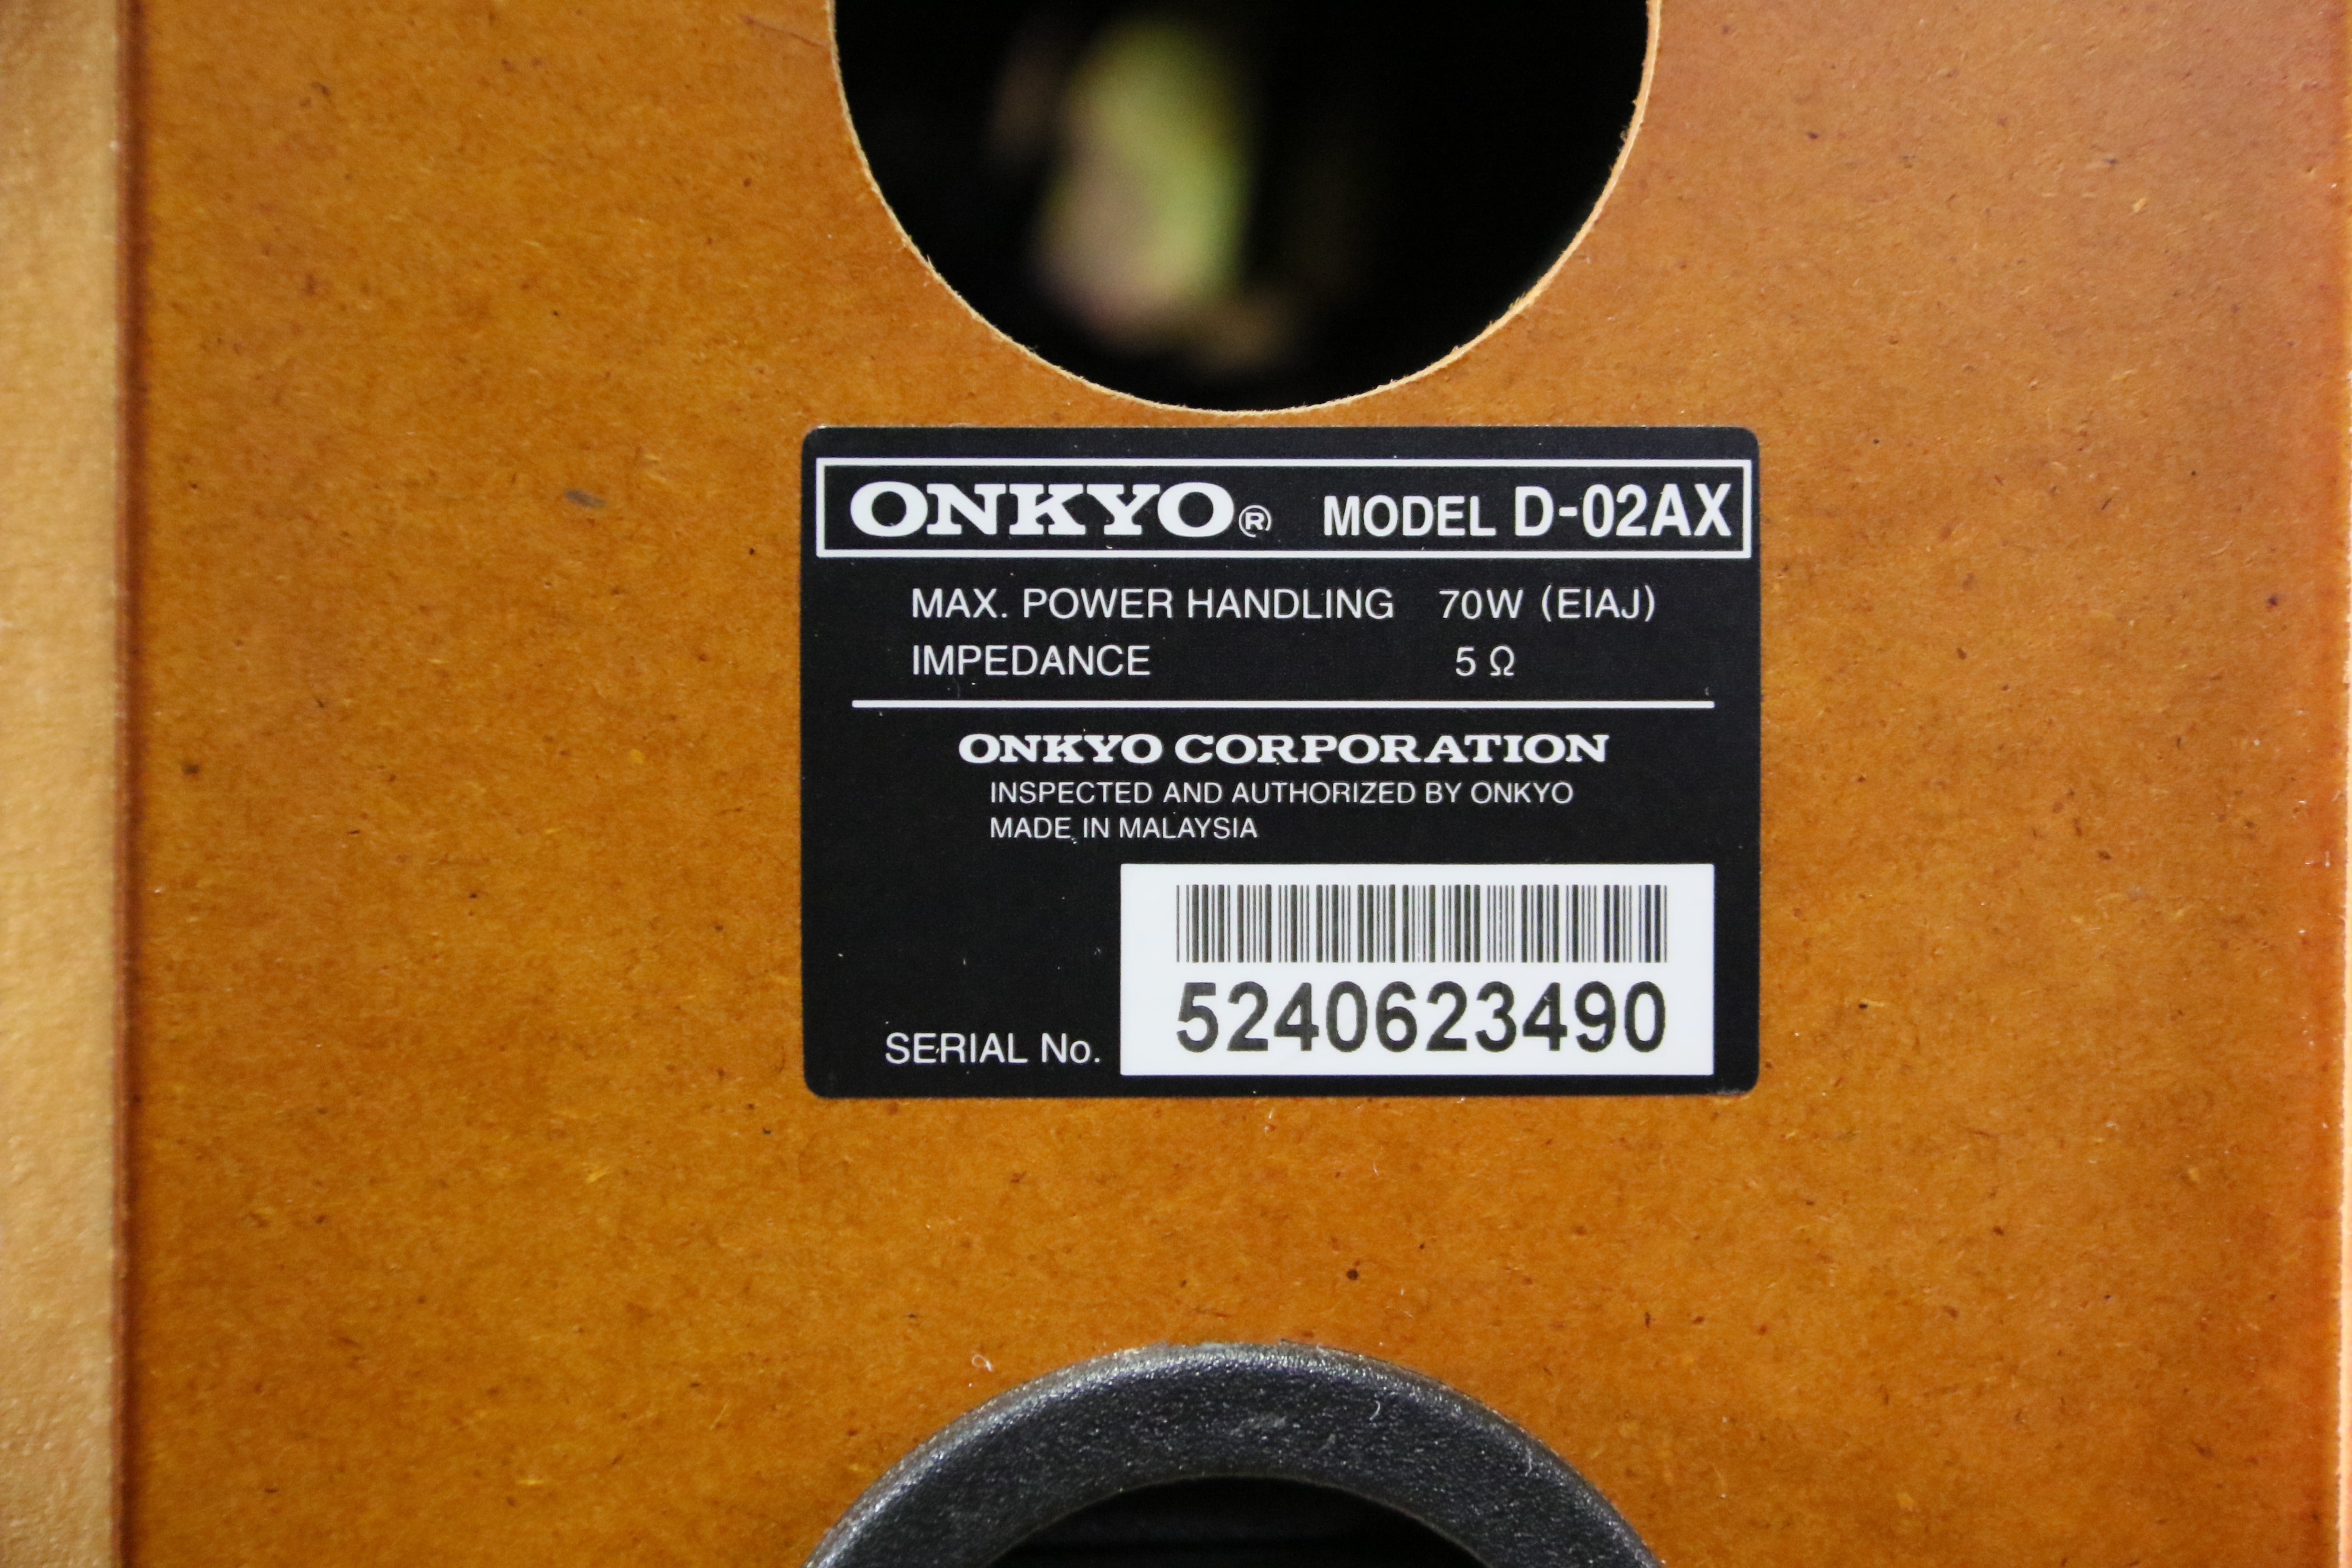 ONKYO® MODEL D-02AX
MAX. POWER HANDLING 70W (EIAJ)
IMPEDANCE 5 Ω
ONKYO CORPORATION
INSPECTED AND AUTHORIZED BY ONKYO
MADE IN MALAYSIA
5240623490
SERIAL No.